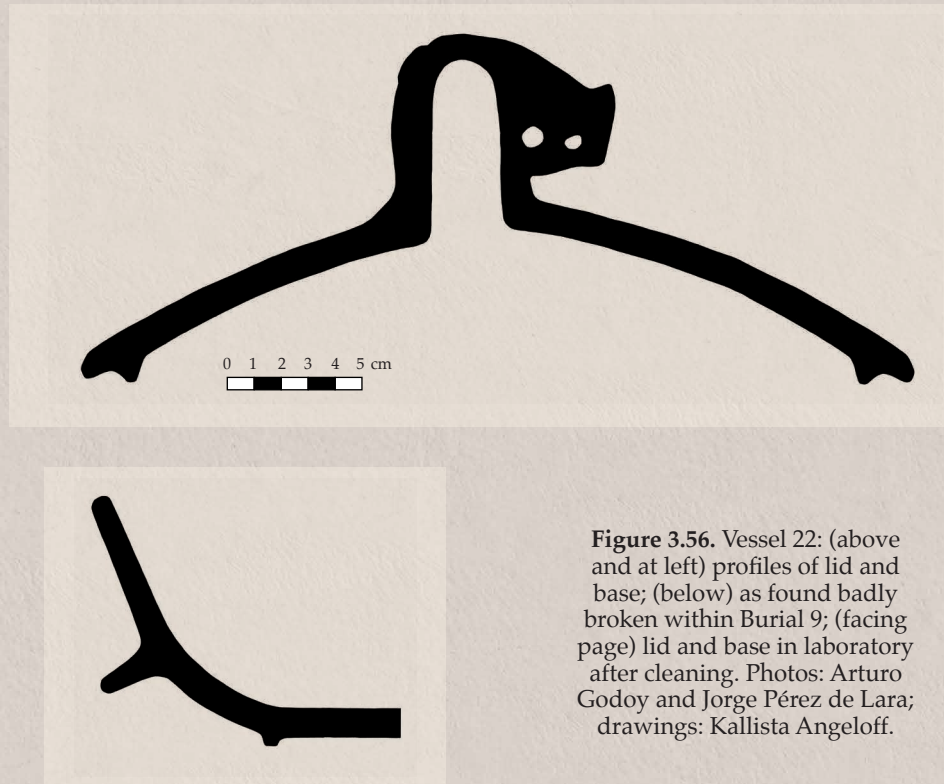 0 1 2 3 4 5 cm
Figure 3.56. Vessel 22: (above
and at left) profiles of lid and
base; (below) as found badly
broken within Burial 9; (facing
page) lid and base in laboratory
after cleaning. Photos: Arturo
Godoy and Jorge Pérez de Lara;
drawings: Kallista Angeloff.